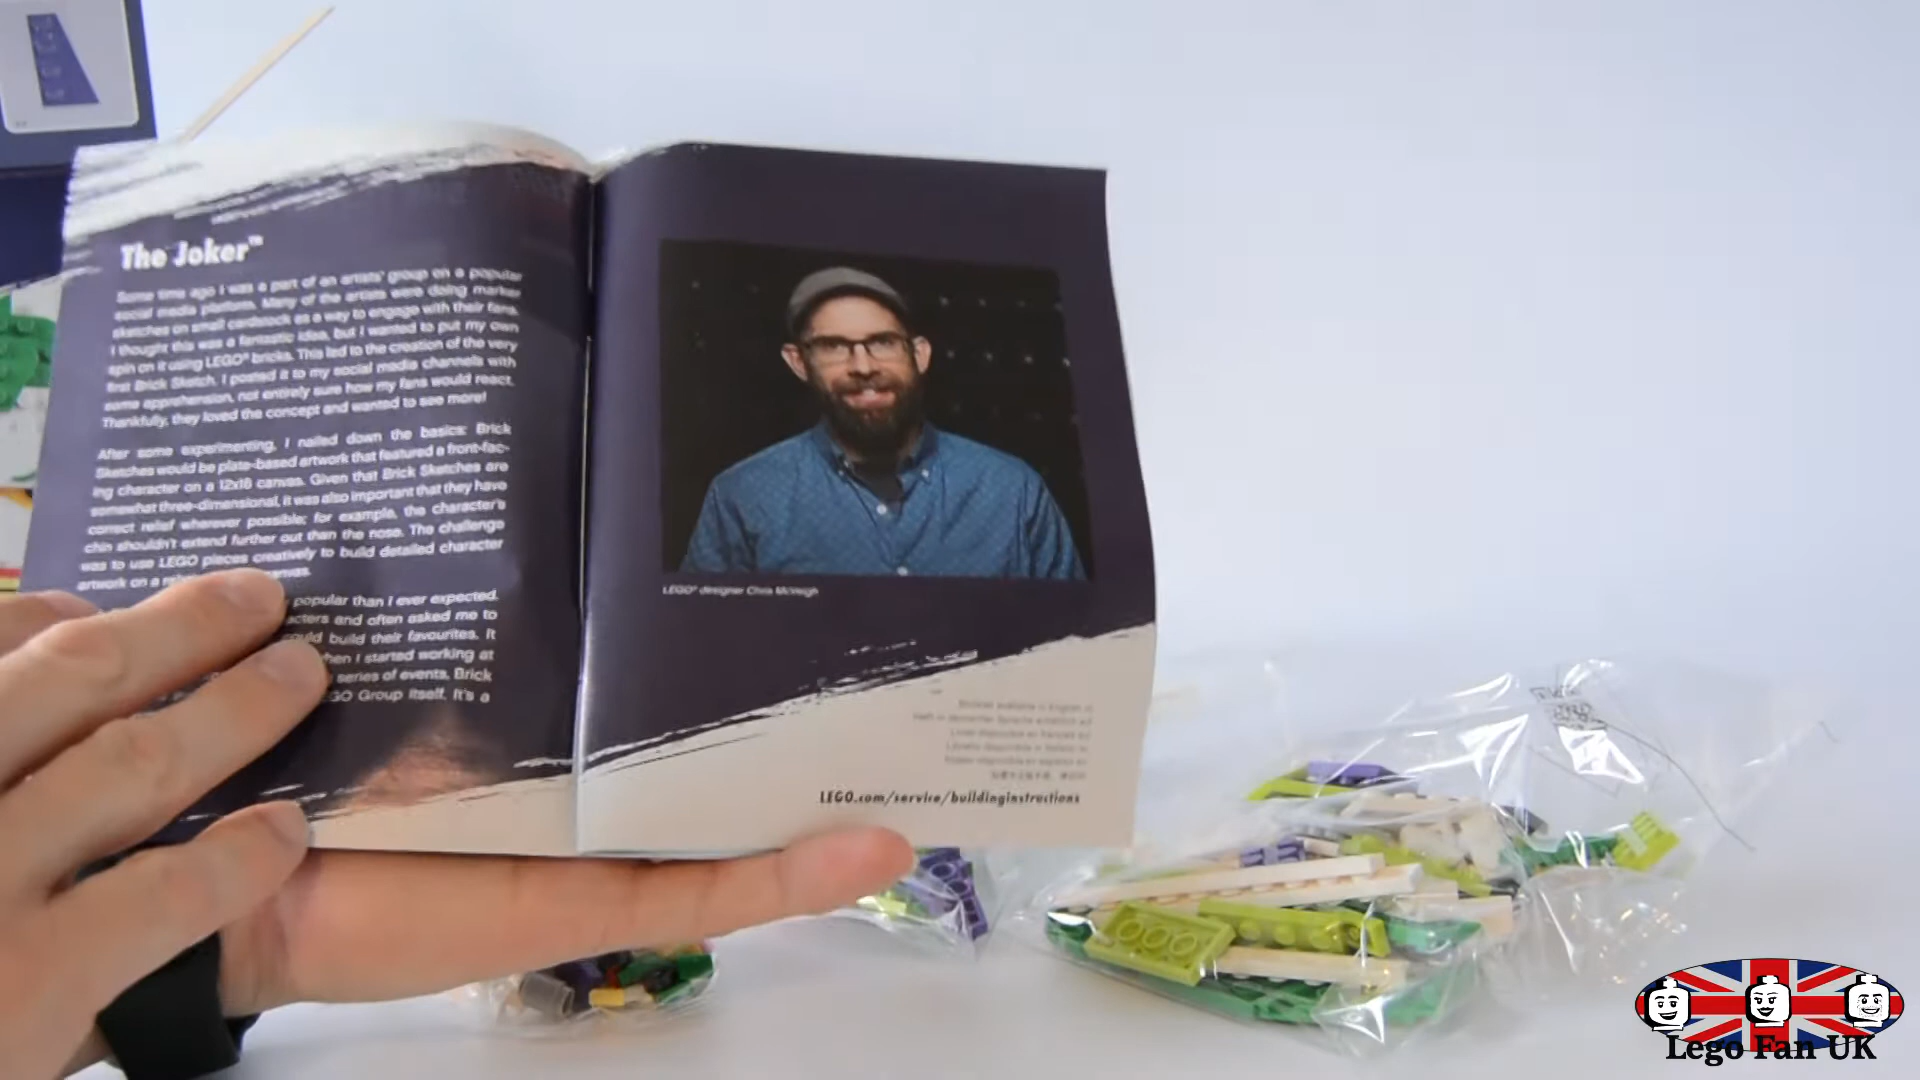 The Joker™
Some time ago I was a part of an artists' group on a popular
social media platform. Many of the artists were doing marker
sketches on small cardstock as a way to engage with their fans.
I thought this was a fantastic idea, but I wanted to put my own
spin on it using LEGO® bricks. This led to the creation of the very
first Brick Sketch. I posted it to my social media channels with
some apprehension, not entirely sure how my fans would react.
Thankfully, they loved the concept and wanted to see more!
After some experimenting, I nailed down the basics: Brick
Sketches would be plate-based artwork that featured a front-fac-
ing character on a 12x16 canvas. Given that Brick Sketches are
somewhat three-dimensional, it was also important that they have
correct relief wherever possible; for example, the character's
chin shouldn't extend further out than the nose. The challenge
was to use LEGO pieces creatively to build detailed character
artwork on a
popular than I ever expected.
and often asked me to
could build their favourites. It
when I started working at
series of events, Brick
Group itself. It's a
LEGO® designer Chris McVeigh
LEGO.com/service/buildinginstructions
Lego Fan UK